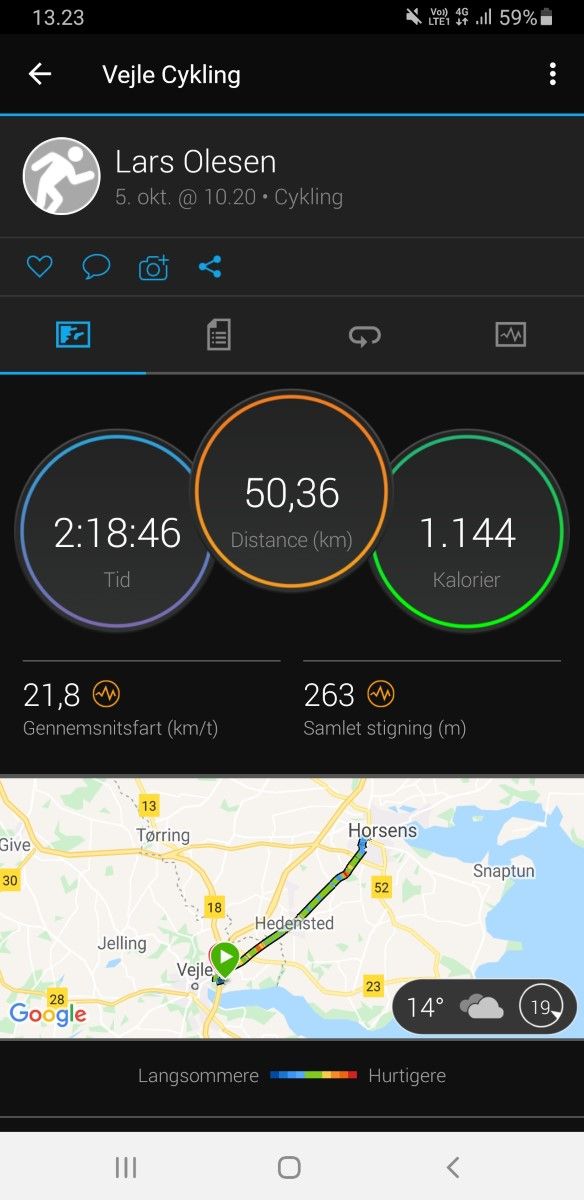 13.23
Vo)) LTE1 4G 59%
Vejle Cykling
Lars Olesen
5. okt. @ 10.20 • Cykling
50,36
Distance (km)
2:18:46
Tid
1.144
Kalorier
21,8
Gennemsnitsfart (km/t)
263
Samlet stigning (m)
13
Tørring
Horsens
Give
30
52
Snaptun
18
Hedensted
Jelling
Vejle
23
28
Google
14°
19
Langsommere
Hurtigere